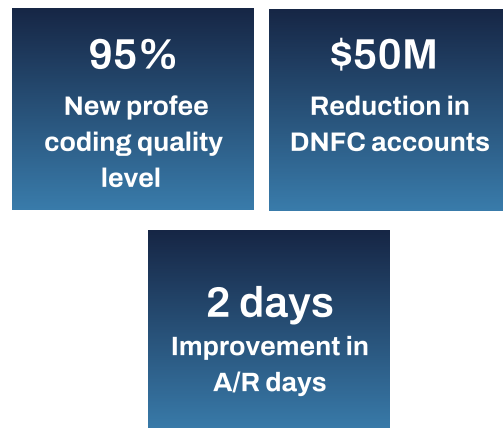 95%
New profee
coding quality
level
$50M
Reduction in
DNFC accounts
2 days
Improvement in
A/R days